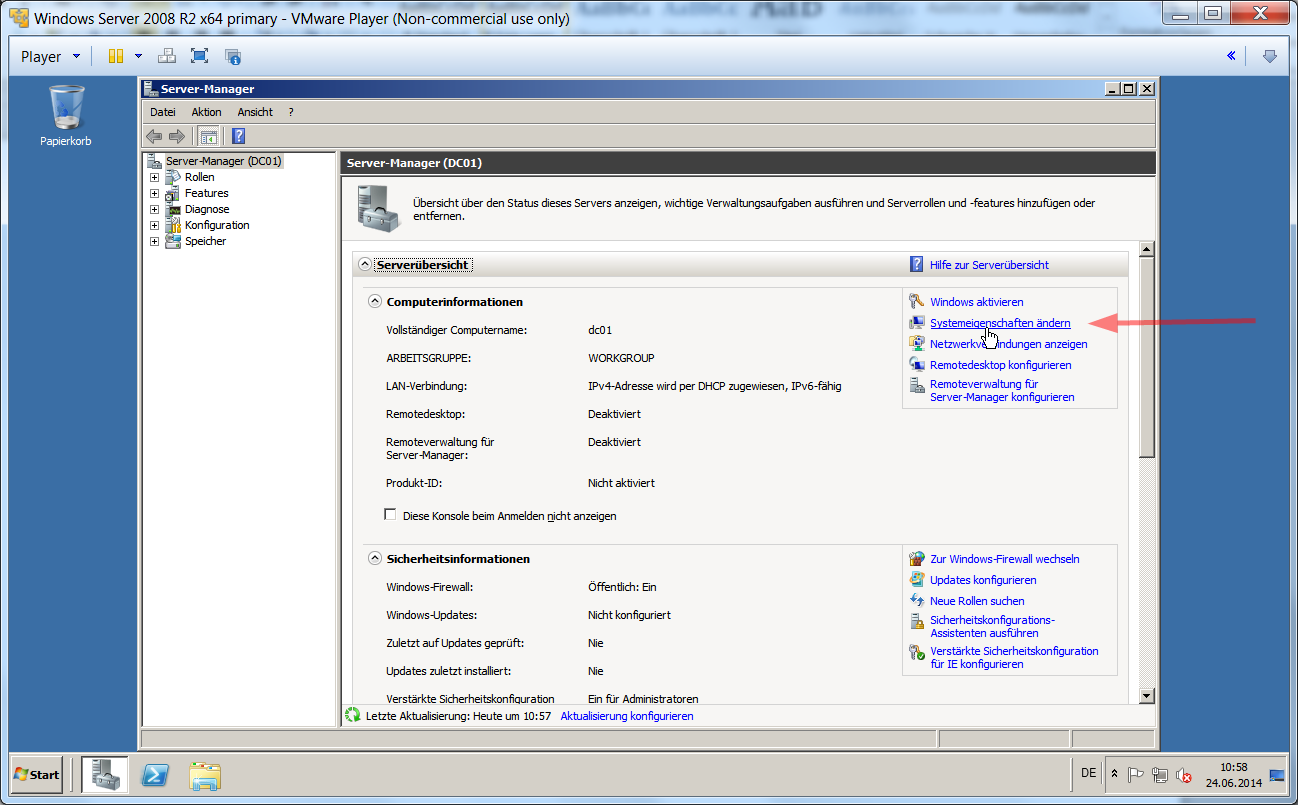 Windows Server 2008 R2 x64 primary - VMware Player (Non-commercial use only)
Player
Papierkorb
Server-Manager
Datei Aktion Ansicht ?
Server-Manager (DC01)
Rollen
Features
Diagnose
Konfiguration
Speicher
Server-Manager (DC01)
Übersicht über den Status dieses Servers anzeigen, wichtige Verwaltungsaufgaben ausführen und Serverrollen und -features hinzufügen oder
entfernen.
Serverübersicht
Hilfe zur Serverübersicht
Computerinformationen
Vollständiger Computername: dc01
ARBEITSGRUPPE: WORKGROUP
LAN-Verbindung: IPv4-Adresse wird per DHCP zugewiesen, IPv6-fähig
Remotedesktop: Deaktiviert
Remoteverwaltung für Deaktiviert
Server-Manager:
Produkt-ID: Nicht aktiviert
Diese Konsole beim Anmelden nicht anzeigen
Windows aktivieren
Systemeigenschaften ändern
anzeigen
Remotedesktop konfigurieren
Remoteverwaltung für
Server-Manager konfigurieren
Sicherheitsinformationen
Windows-Firewall: Öffentlich: Ein
Windows-Updates: Nicht konfiguriert
Zuletzt auf Updates geprüft: Nie
Updates zuletzt installiert: Nie
Verstärkte Sicherheitskonfiguration Ein für Administratoren
Zur Windows-Firewall wechseln
Updates konfigurieren
Neue Rollen suchen
Sicherheitskonfigurations-
Assistenten ausführen
Verstärkte Sicherheitskonfiguration
für IE konfigurieren
Letzte Aktualisierung: Heute um 10:57 Aktualisierung konfigurieren
Start
DE
10:58
24.06.2014